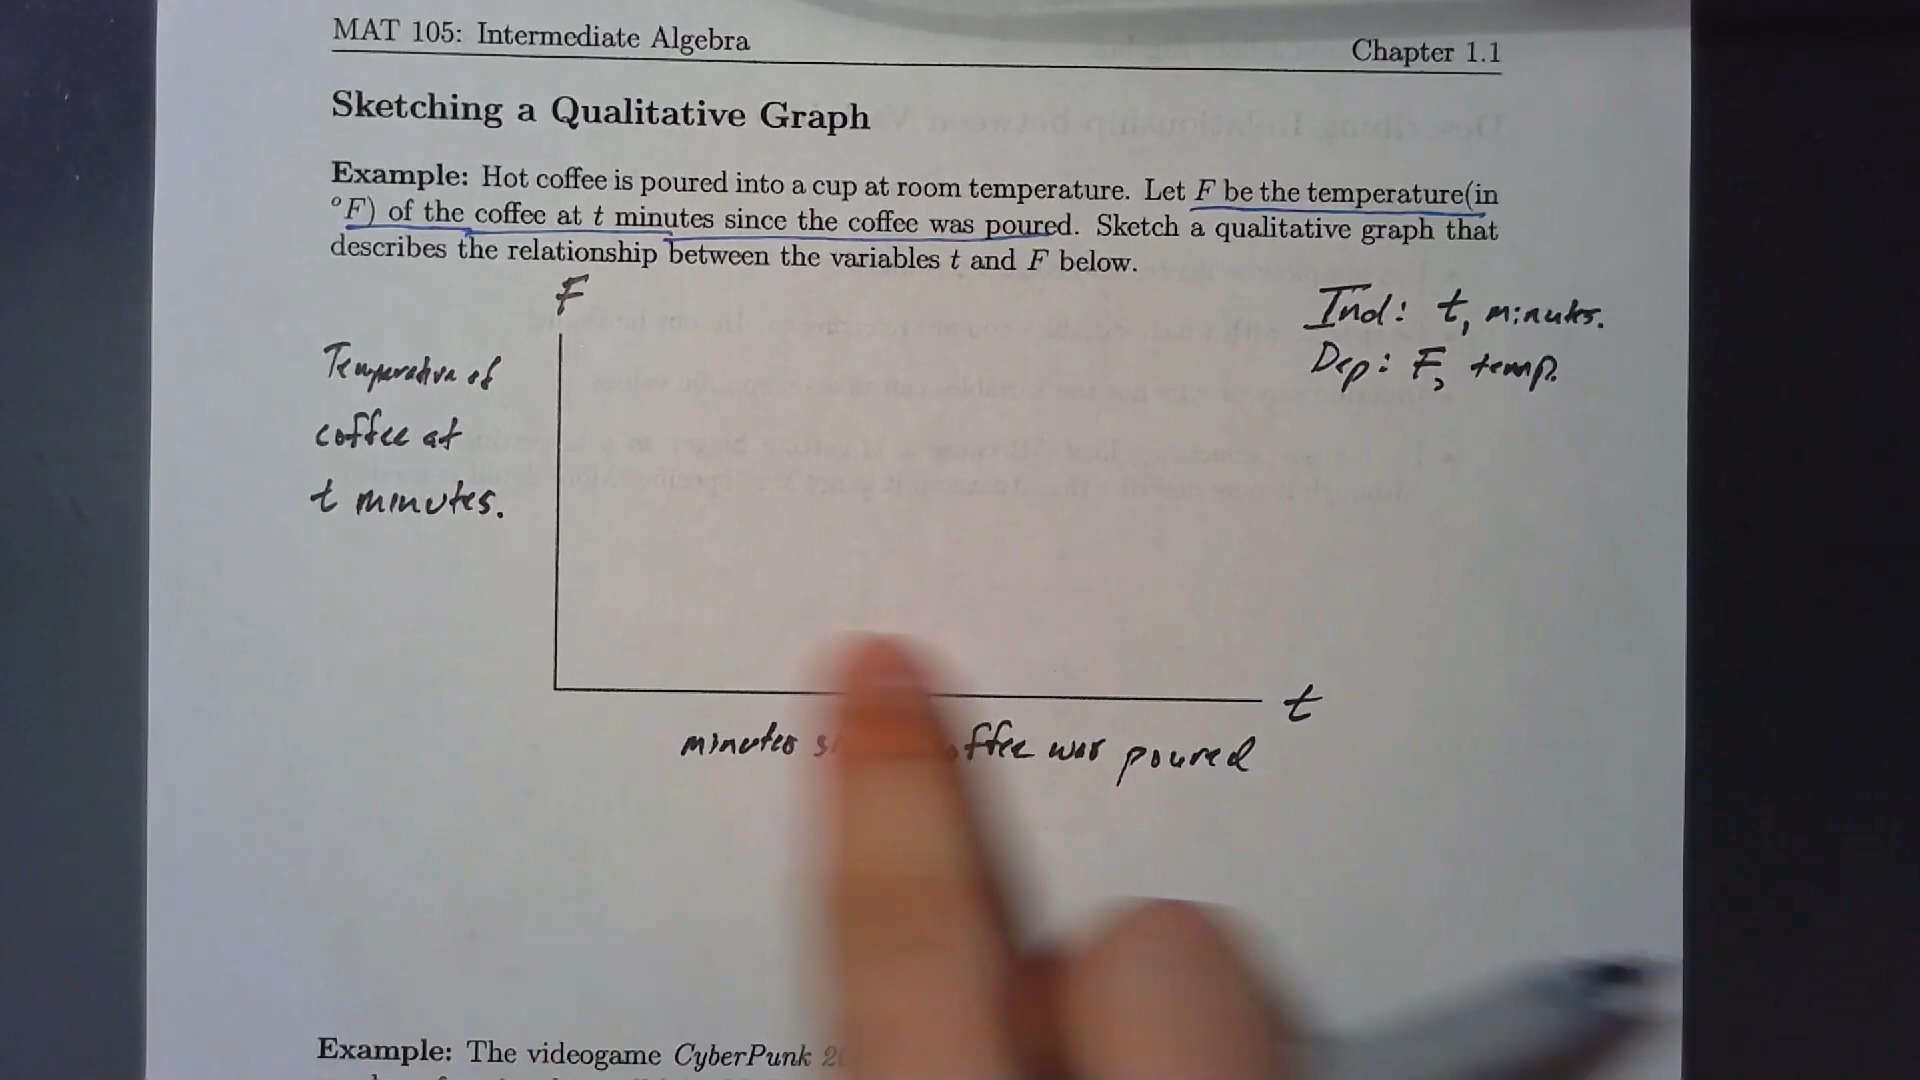 MAT 105: Intermediate Algebra Chapter 1.1
Sketching a Qualitative Graph
Example: Hot coffee is poured into a cup at room temperature. Let F be the temperature(in
°F) of the coffee at t minutes since the coffee was poured. Sketch a qualitative graph that
describes the relationship between the variables t and F below.
F
Ind: t, minutes.
Dep: F, temp.
Temperature of
coffee at
t minutes.
t
minutes was poured
Example: The videogame CyberPunk